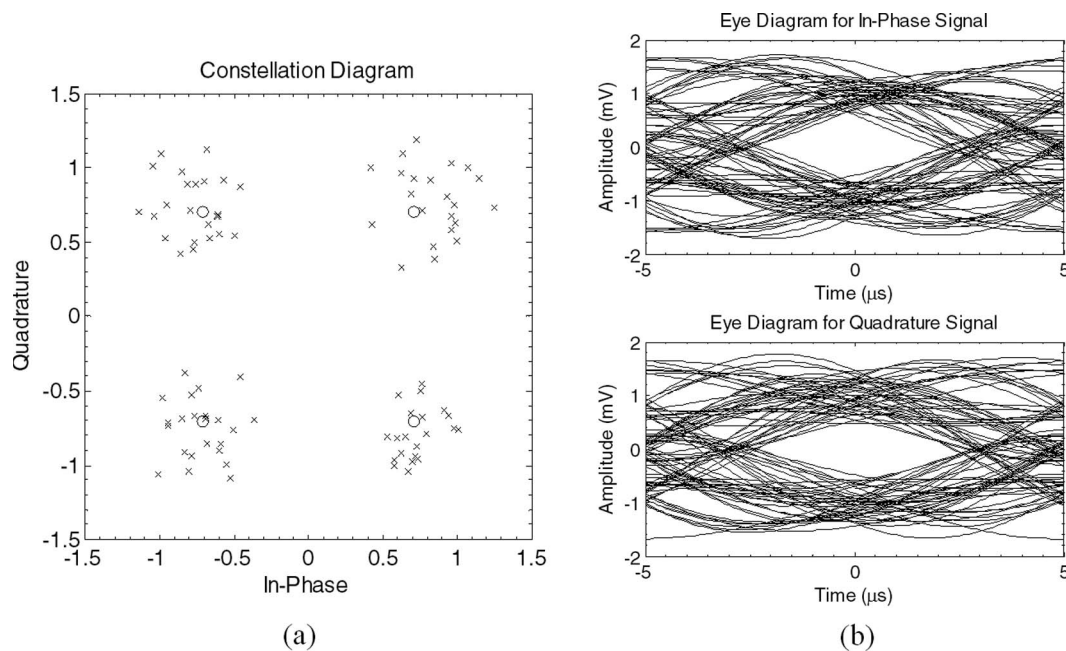 Constellation Diagram
1.5
1
0.5
0
-0.5
-1
-1.5
Quadrature
-1.5 -1 -0.5 0 0.5 1 1.5
In-Phase
(a)
Eye Diagram for In-Phase Signal
2
1
0
-1
-2
Amplitude (mV)
-5 0 5
Time (μs)
Eye Diagram for Quadrature Signal
2
1
0
-1
-2
Amplitude (mV)
-5 0 5
Time (μs)
(b)